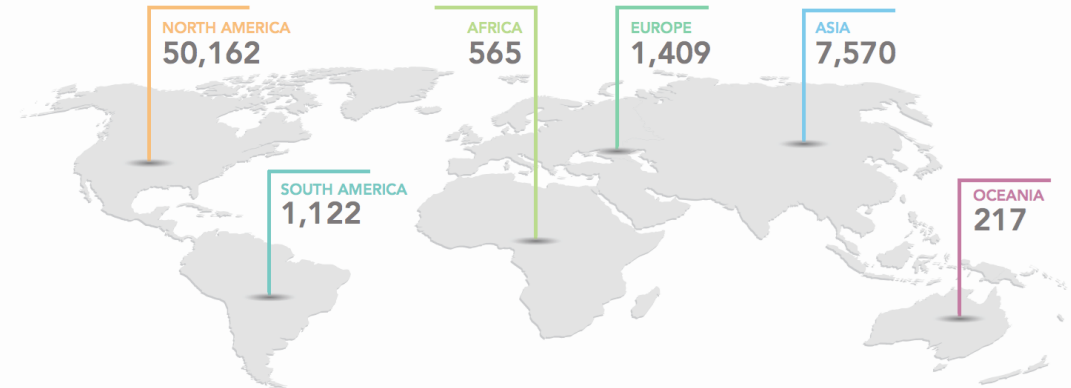 NORTH AMERICA
50,162
AFRICA
565
EUROPE
1,409
ASIA
7,570
SOUTH AMERICA
1,122
OCEANIA
217